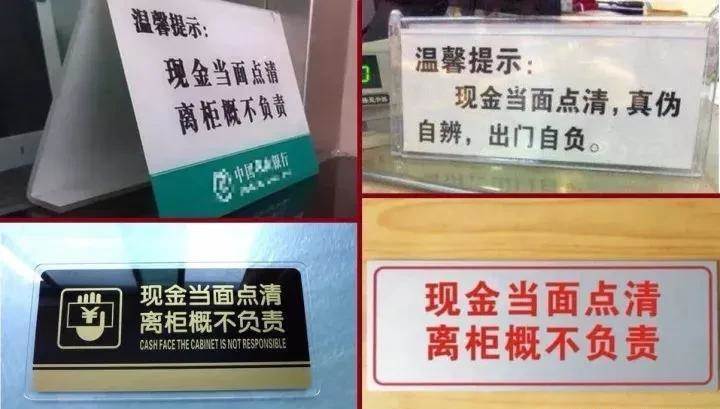 温馨提示:
现金当面点清
离柜概不负责
中国
银行
温馨提示:
现金当面点清,真伪
自辨,出门自负。
现金当面点清
离柜概不负责
CASH FACE THE CABINET IS NOT RESPONSIBLE
现金当面点清
离柜概不负责